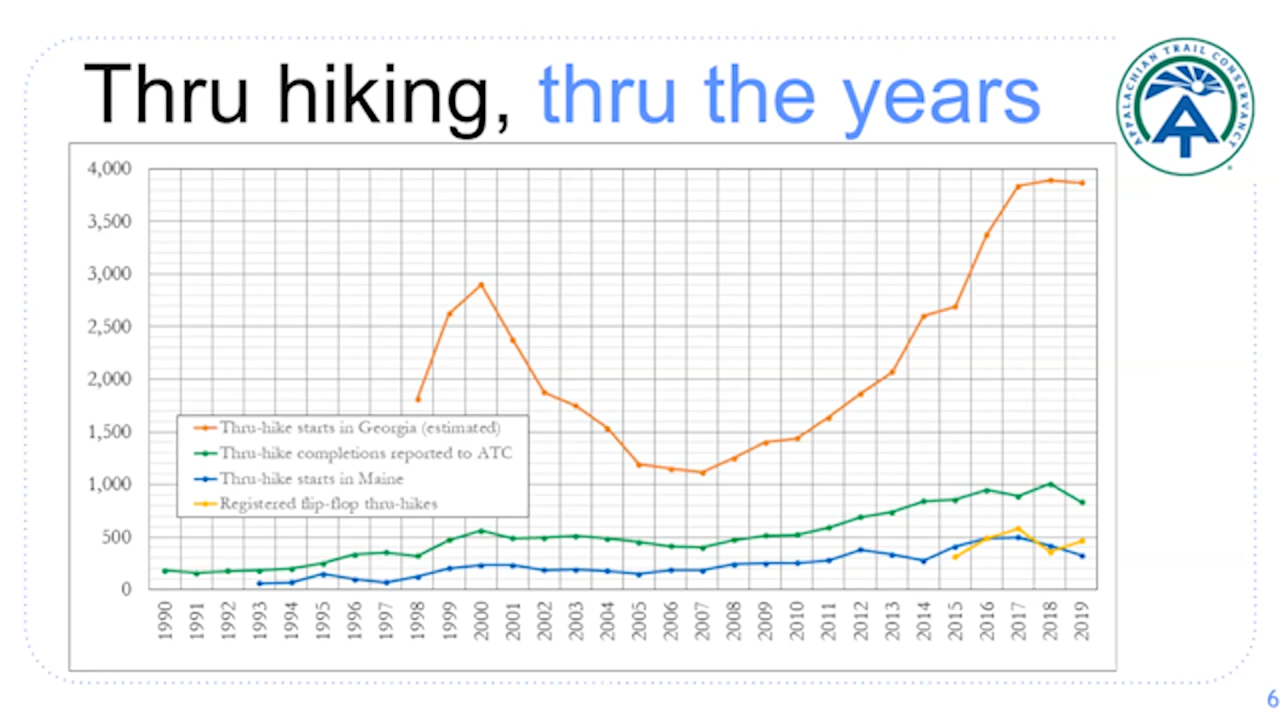 Thru hiking, thru the years
APPALACHIAN TRAIL CONSERVANCY
AT
4,000
3,500
3,000
2,500
2,000
1,500
1,000
500
0
Thru-hike starts in Georgia (estimated)
Thru-hike completions reported to ATC
Thru-hike starts in Maine
Registered flip-flop thru-hikes
1990 1991 1992 1993 1994 1995 1996 1997 1998 1999 2000 2001 2002 2003 2004 2005 2006 2007 2008 2009 2010 2011 2012 2013 2014 2015 2016 2017 2018 2019
6